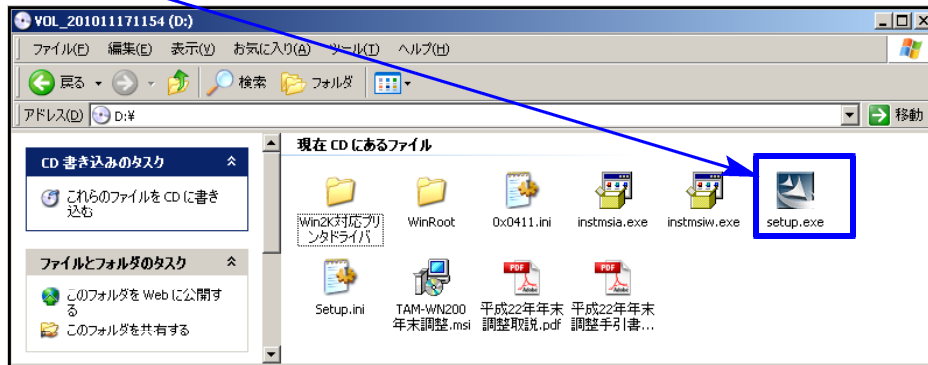 VOL_201011171154 (D:)
ファイル(F) 編集(E) 表示(V) お気に入り(A) ツール(T) ヘルプ(H)
戻る 検索 フォルダ
アドレス(D) D:¥ 移動
CD 書き込みのタスク
これらのファイルを CD に書き
込む
ファイルとフォルダのタスク
このフォルダを Web に公開す
る
このフォルダを共有する
現在 CD にあるファイル
Win2K対応プリ
ンタドライバ
WinRoot
0x0411.ini
instmsia.exe
instmsiw.exe
setup.exe
Setup.ini
TAM-WN200
年末調整.msi
PDF
Adobe
平成22年年末
調整取説.pdf
PDF
Adobe
平成22年年末
調整手引書...